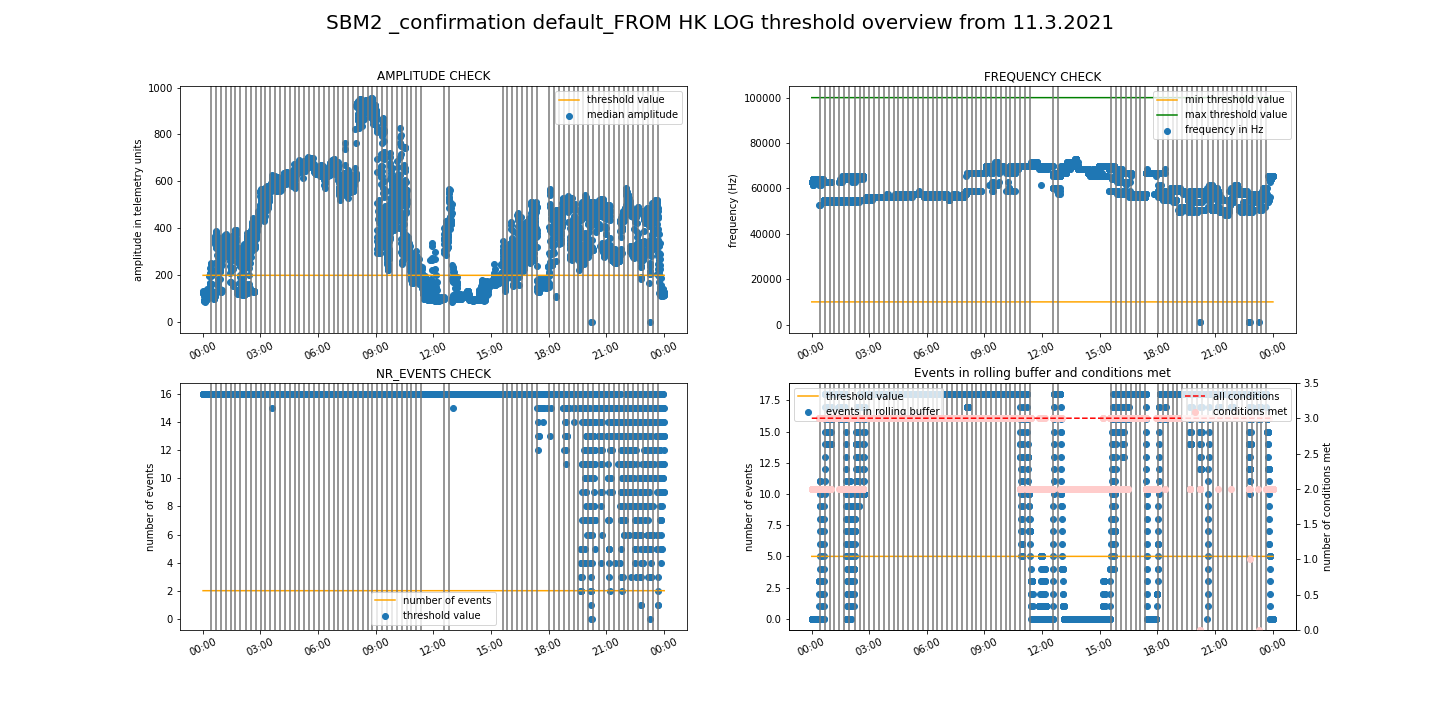 SBM2 _confirmation default_FROM HK LOG threshold overview from 11.3.2021
AMPLITUDE CHECK
amplitude in telemetry units
1000
800
600
400
200
0
threshold value
median amplitude
00:00 03:00 06:00 09:00 12:00 15:00 18:00 21:00 00:00
FREQUENCY CHECK
frequency (Hz)
100000
80000
60000
40000
20000
0
min threshold value
max threshold value
frequency in Hz
00:00 03:00 06:00 09:00 12:00 15:00 18:00 21:00 00:00
NR_EVENTS CHECK
number of events
16
14
12
10
8
6
4
2
0
number of events
threshold value
00:00 03:00 06:00 09:00 12:00 15:00 18:00 21:00 00:00
Events in rolling buffer and conditions met
number of events
17.5
15.0
12.5
10.0
7.5
5.0
2.5
0.0
threshold value
events in rolling buffer
all conditions
conditions met
3.5
3.0
2.5
2.0
1.5
1.0
0.5
0.0
number of conditions met
00:00 03:00 06:00 09:00 12:00 15:00 18:00 21:00 00:00